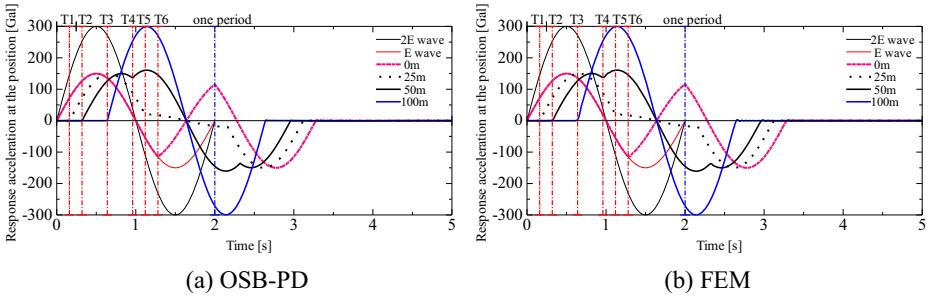 T1 T2 T3 T4 T5 T6 one period
Response acceleration at the position [Gal]
300
200
100
0
-100
-200
-300
2E wave
E wave
0m
25m
50m
100m
0 1 2 3 4 5
Time [s]
(a) OSB-PD
T1 T2 T3 T4 T5 T6 one period
Response acceleration at the position [Gal]
300
200
100
0
-100
-200
-300
2E wave
E wave
0m
25m
50m
100m
0 1 2 3 4 5
Time [s]
(b) FEM